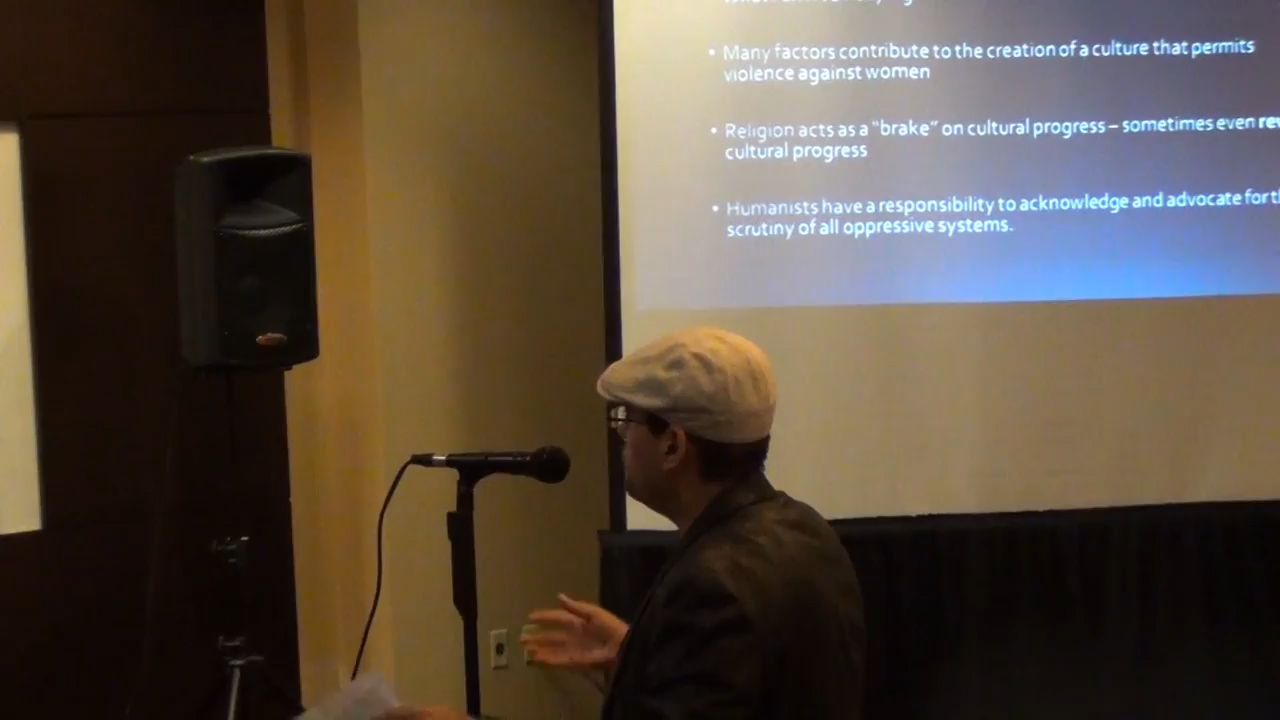 • Many factors contribute to the creation of a culture that permits
violence against women
• Religion acts as a “brake” on cultural progress – sometimes even
cultural progress
• Humanists have a responsibility to acknowledge and advocate for
scrutiny of all oppressive systems.